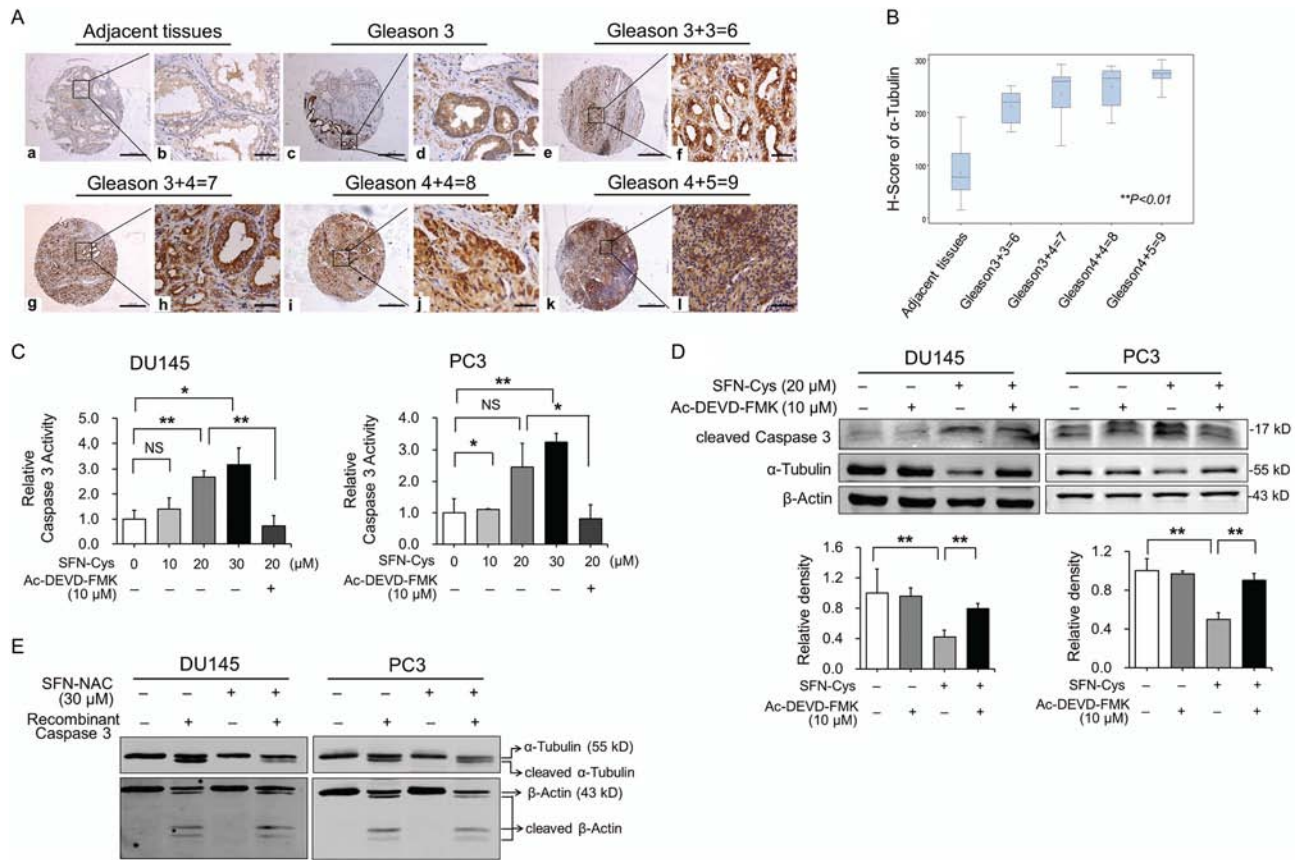 A
Adjacent tissues
Gleason 3
Gleason 3+3=6
a
b
c
d
e
f
Gleason 3+4=7
Gleason 4+4=8
Gleason 4+5=9
g
h
i
j
k
l
B
H-Score of α-Tubulin
300
200
100
0
**P<0.01
Adjacent tissues
Gleason3+3=6
Gleason3+4=7
Gleason4+4=8
Gleason4+5=9
C
DU145
Relative
Caspase 3 Activity
5.0
4.0
3.0
2.0
1.0
0.0
*
**
**
NS
SFN-Cys 0 10 20 30 20 (μM)
Ac-DEVD-FMK – – – – +
(10 μM)
PC3
Relative
Caspase 3 Activity
5.0
4.0
3.0
2.0
1.0
0.0
**
NS
*
*
SFN-Cys 0 10 20 30 20 (μM)
Ac-DEVD-FMK – – – – +
(10 μM)
D
DU145
PC3
SFN-Cys (20 μM) – – + + – – + +
Ac-DEVD-FMK (10 μM) – + – + – + – +
cleaved Caspase 3
-17 kD
α-Tubulin
-55 kD
β-Actin
-43 kD
Relative density
1.6
1.2
0.8
0.4
0.0
** **
SFN-Cys – – + +
Ac-DEVD-FMK – + – +
(10 μM)
Relative density
1.2
0.9
0.6
0.3
0.0
** **
SFN-Cys – – + +
Ac-DEVD-FMK – + – +
(10 μM)
E
DU145
PC3
SFN-NAC – – + + – – + +
(30 μM)
Recombinant – + – + – + – +
Caspase 3
α-Tubulin (55 kD)
cleaved α-Tubulin
β-Actin (43 kD)
cleaved β-Actin